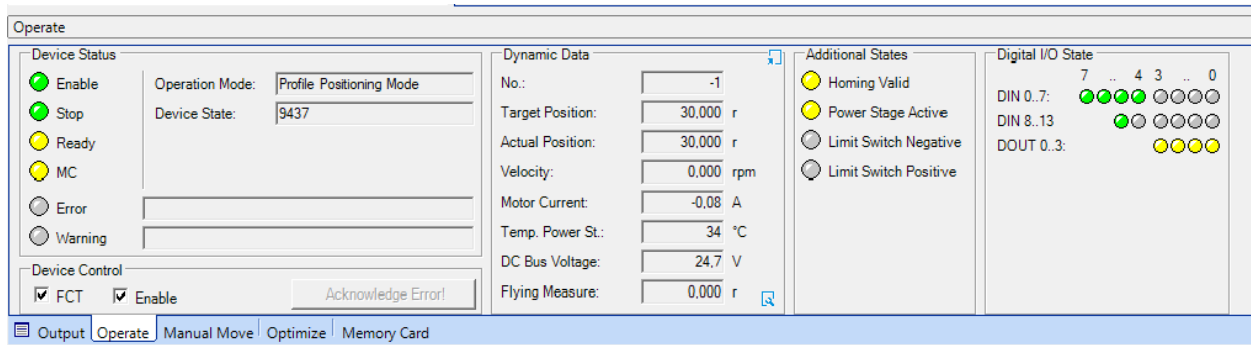 Operate
Device Status
Enable
Operation Mode: Profile Positioning Mode
Stop
Device State: 9437
Ready
MC
Error
Warning
Device Control
FCT Enable Acknowledge Error!
Dynamic Data
No.: -1
Target Position: 30,000 r
Actual Position: 30,000 r
Velocity: 0,000 rpm
Motor Current: -0,08 A
Temp. Power St.: 34 °C
DC Bus Voltage: 24,7 V
Flying Measure: 0,000 r
Additional States
Homing Valid
Power Stage Active
Limit Switch Negative
Limit Switch Positive
Digital I/O State
7 .. 4 3 .. 0
DIN 0..7:
DIN 8..13
DOUT 0..3:
Output Operate Manual Move Optimize Memory Card